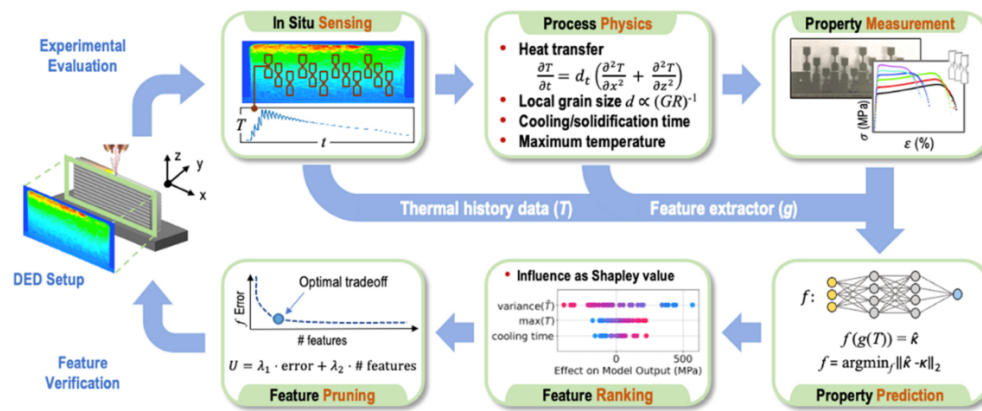 Experimental
Evaluation
In Situ Sensing
T
t
Process Physics
• Heat transfer
∂T/∂t = d_t (∂²T/∂x² + ∂²T/∂z²)
• Local grain size d ∝ (GR)⁻¹
• Cooling/solidification time
• Maximum temperature
Property Measurement
σ (MPa)
ε (%)
z
y
x
DED Setup
Thermal history data (T)
Feature extractor (g)
f:
f(g(T)) = κ̂
f = argmin_f ||κ̂ -κ||₂
Property Prediction
• Influence as Shapley value
variance(Ṫ)
max(T)
cooling time
0
500
Effect on Model Output (MPa)
Feature Ranking
f Error
Optimal tradeoff
# features
U = λ₁ · error + λ₂ · # features
Feature Pruning
Feature
Verification